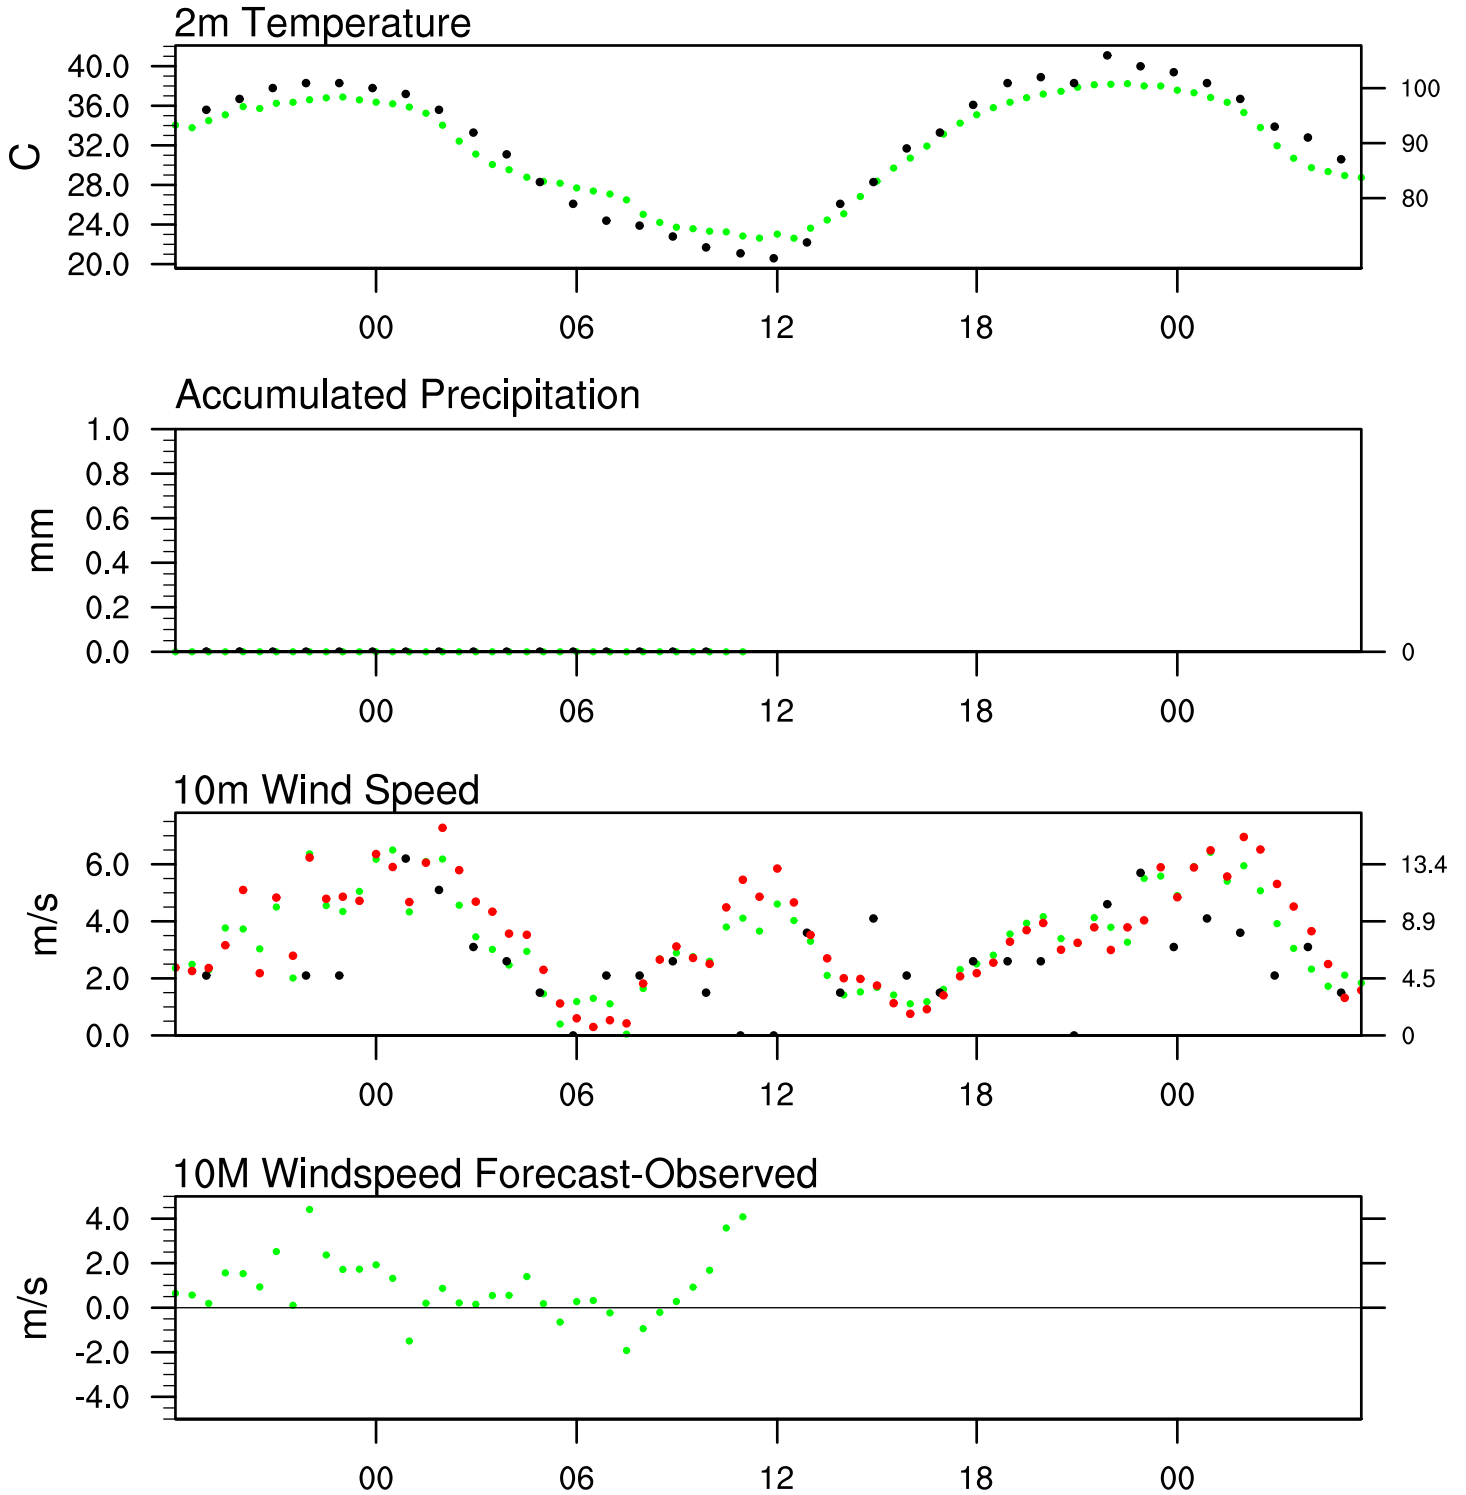 2m Temperature
40.0
36.0
32.0
28.0
24.0
20.0
C
100
90
80
00 06 12 18 00
Accumulated Precipitation
1.0
0.8
0.6
0.4
0.2
0.0
mm
0
00 06 12 18 00
10m Wind Speed
6.0
4.0
2.0
0.0
m/s
13.4
8.9
4.5
0
00 06 12 18 00
10M Windspeed Forecast-Observed
4.0
2.0
0.0
-2.0
-4.0
m/s
00 06 12 18 00